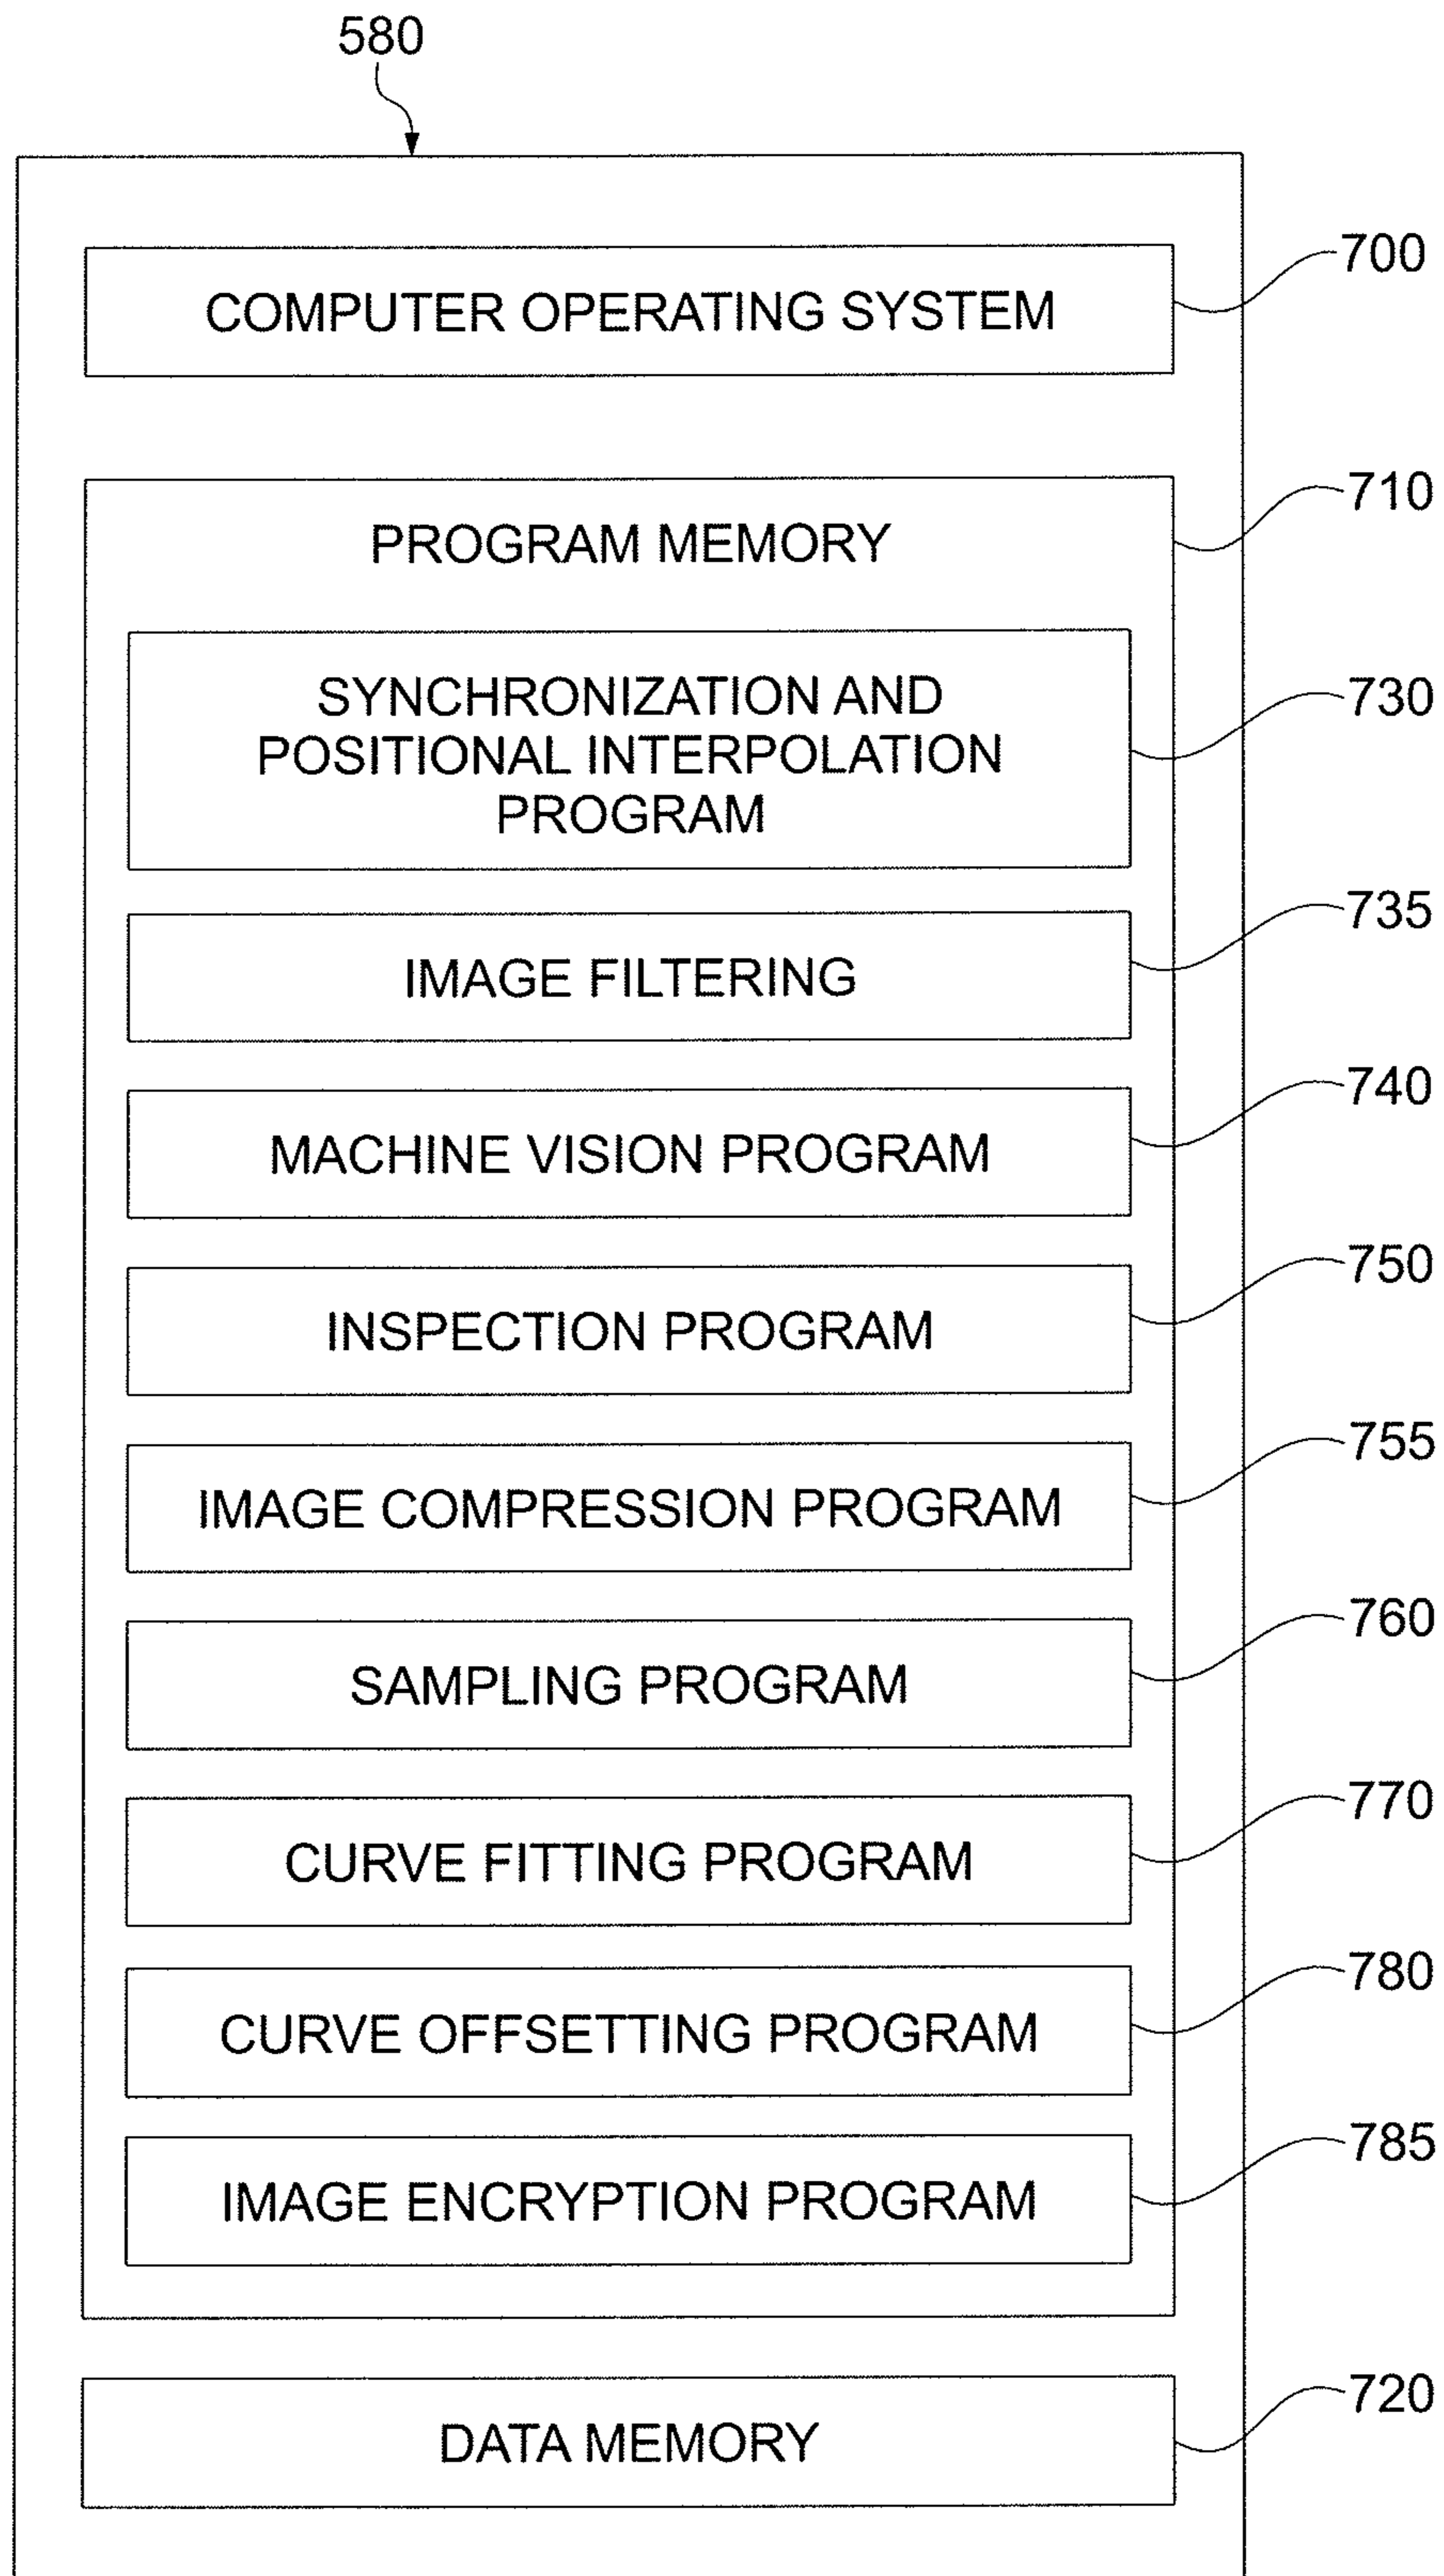 580
COMPUTER OPERATING SYSTEM
700
PROGRAM MEMORY
710
SYNCHRONIZATION AND
POSITIONAL INTERPOLATION
PROGRAM
730
IMAGE FILTERING
735
MACHINE VISION PROGRAM
740
INSPECTION PROGRAM
750
IMAGE COMPRESSION PROGRAM
755
SAMPLING PROGRAM
760
CURVE FITTING PROGRAM
770
CURVE OFFSETTING PROGRAM
780
IMAGE ENCRYPTION PROGRAM
785
DATA MEMORY
720